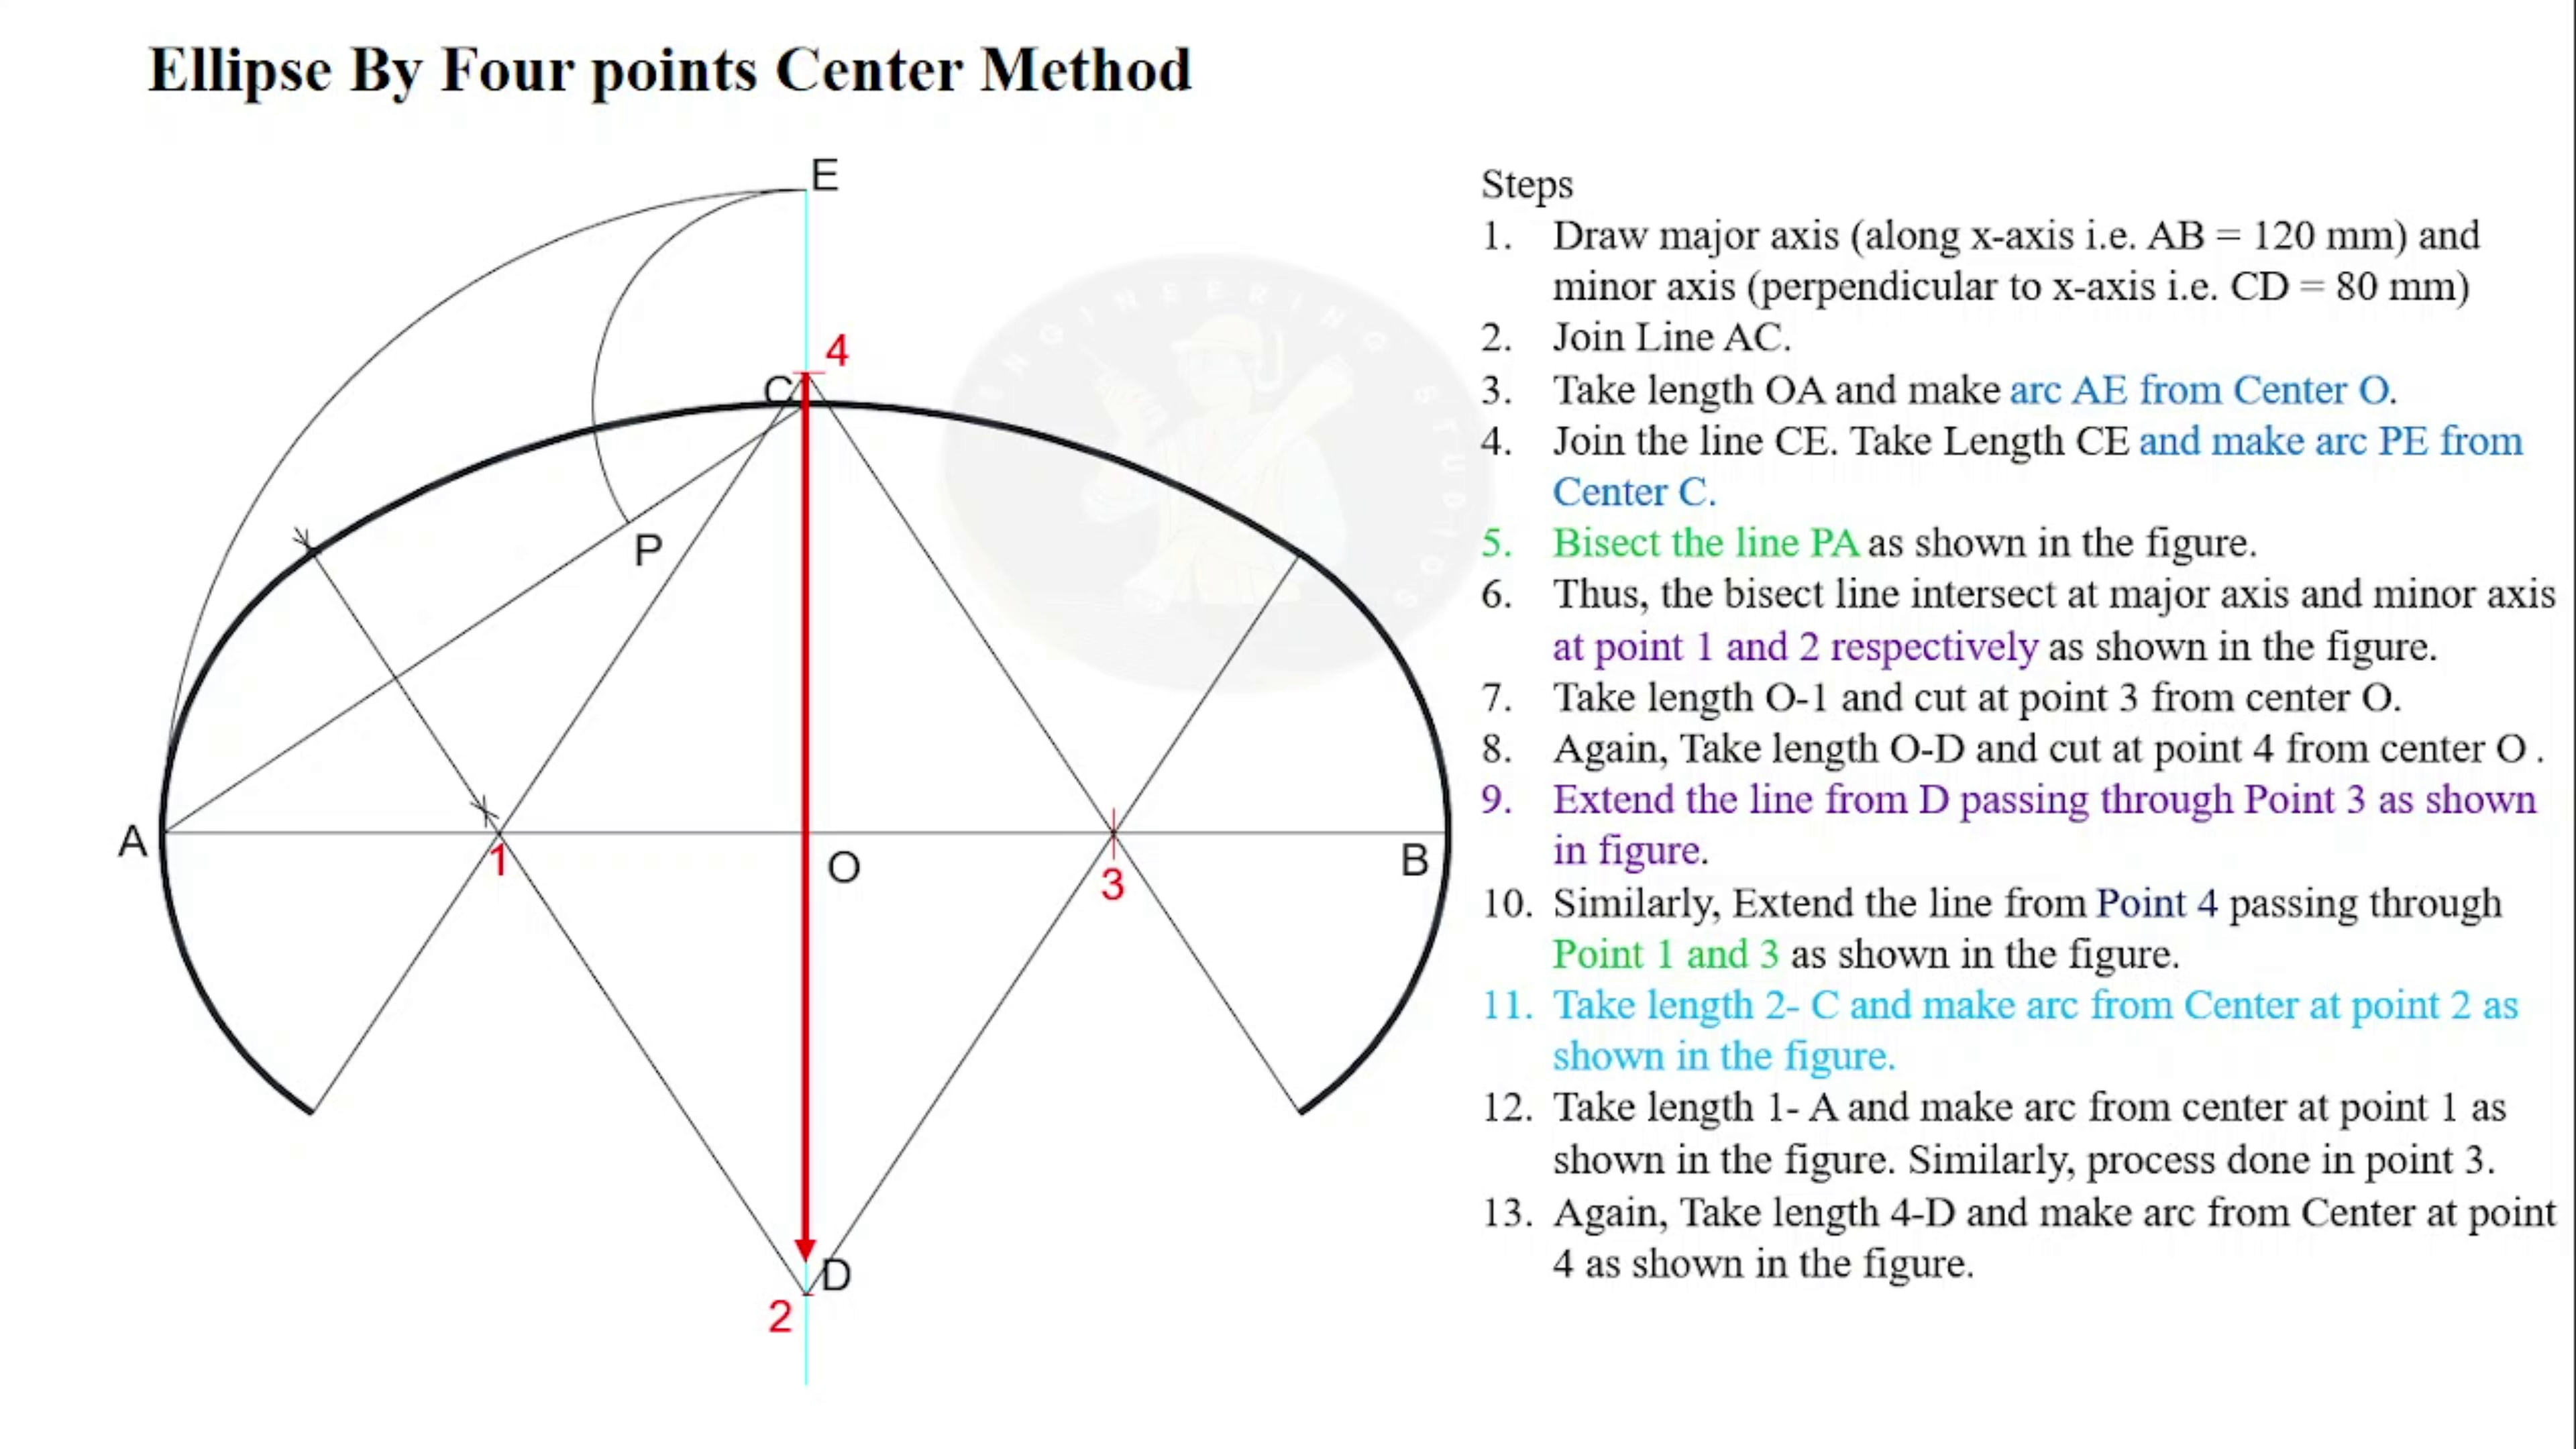 Ellipse By Four points Center Method
E
4
C
P
A
1
O
3
B
D
2
ENGINEERING STUDIOS
Steps
1. Draw major axis (along x-axis i.e. AB = 120 mm) and
minor axis (perpendicular to x-axis i.e. CD = 80 mm)
2. Join Line AC.
3. Take length OA and make arc AE from Center O.
4. Join the line CE. Take Length CE and make arc PE from
Center C.
5. Bisect the line PA as shown in the figure.
6. Thus, the bisect line intersect at major axis and minor axis
at point 1 and 2 respectively as shown in the figure.
7. Take length O-1 and cut at point 3 from center O.
8. Again, Take length O-D and cut at point 4 from center O .
9. Extend the line from D passing through Point 3 as shown
in figure.
10. Similarly, Extend the line from Point 4 passing through
Point 1 and 3 as shown in the figure.
11. Take length 2- C and make arc from Center at point 2 as
shown in the figure.
12. Take length 1- A and make arc from center at point 1 as
shown in the figure. Similarly, process done in point 3.
13. Again, Take length 4-D and make arc from Center at point
4 as shown in the figure.